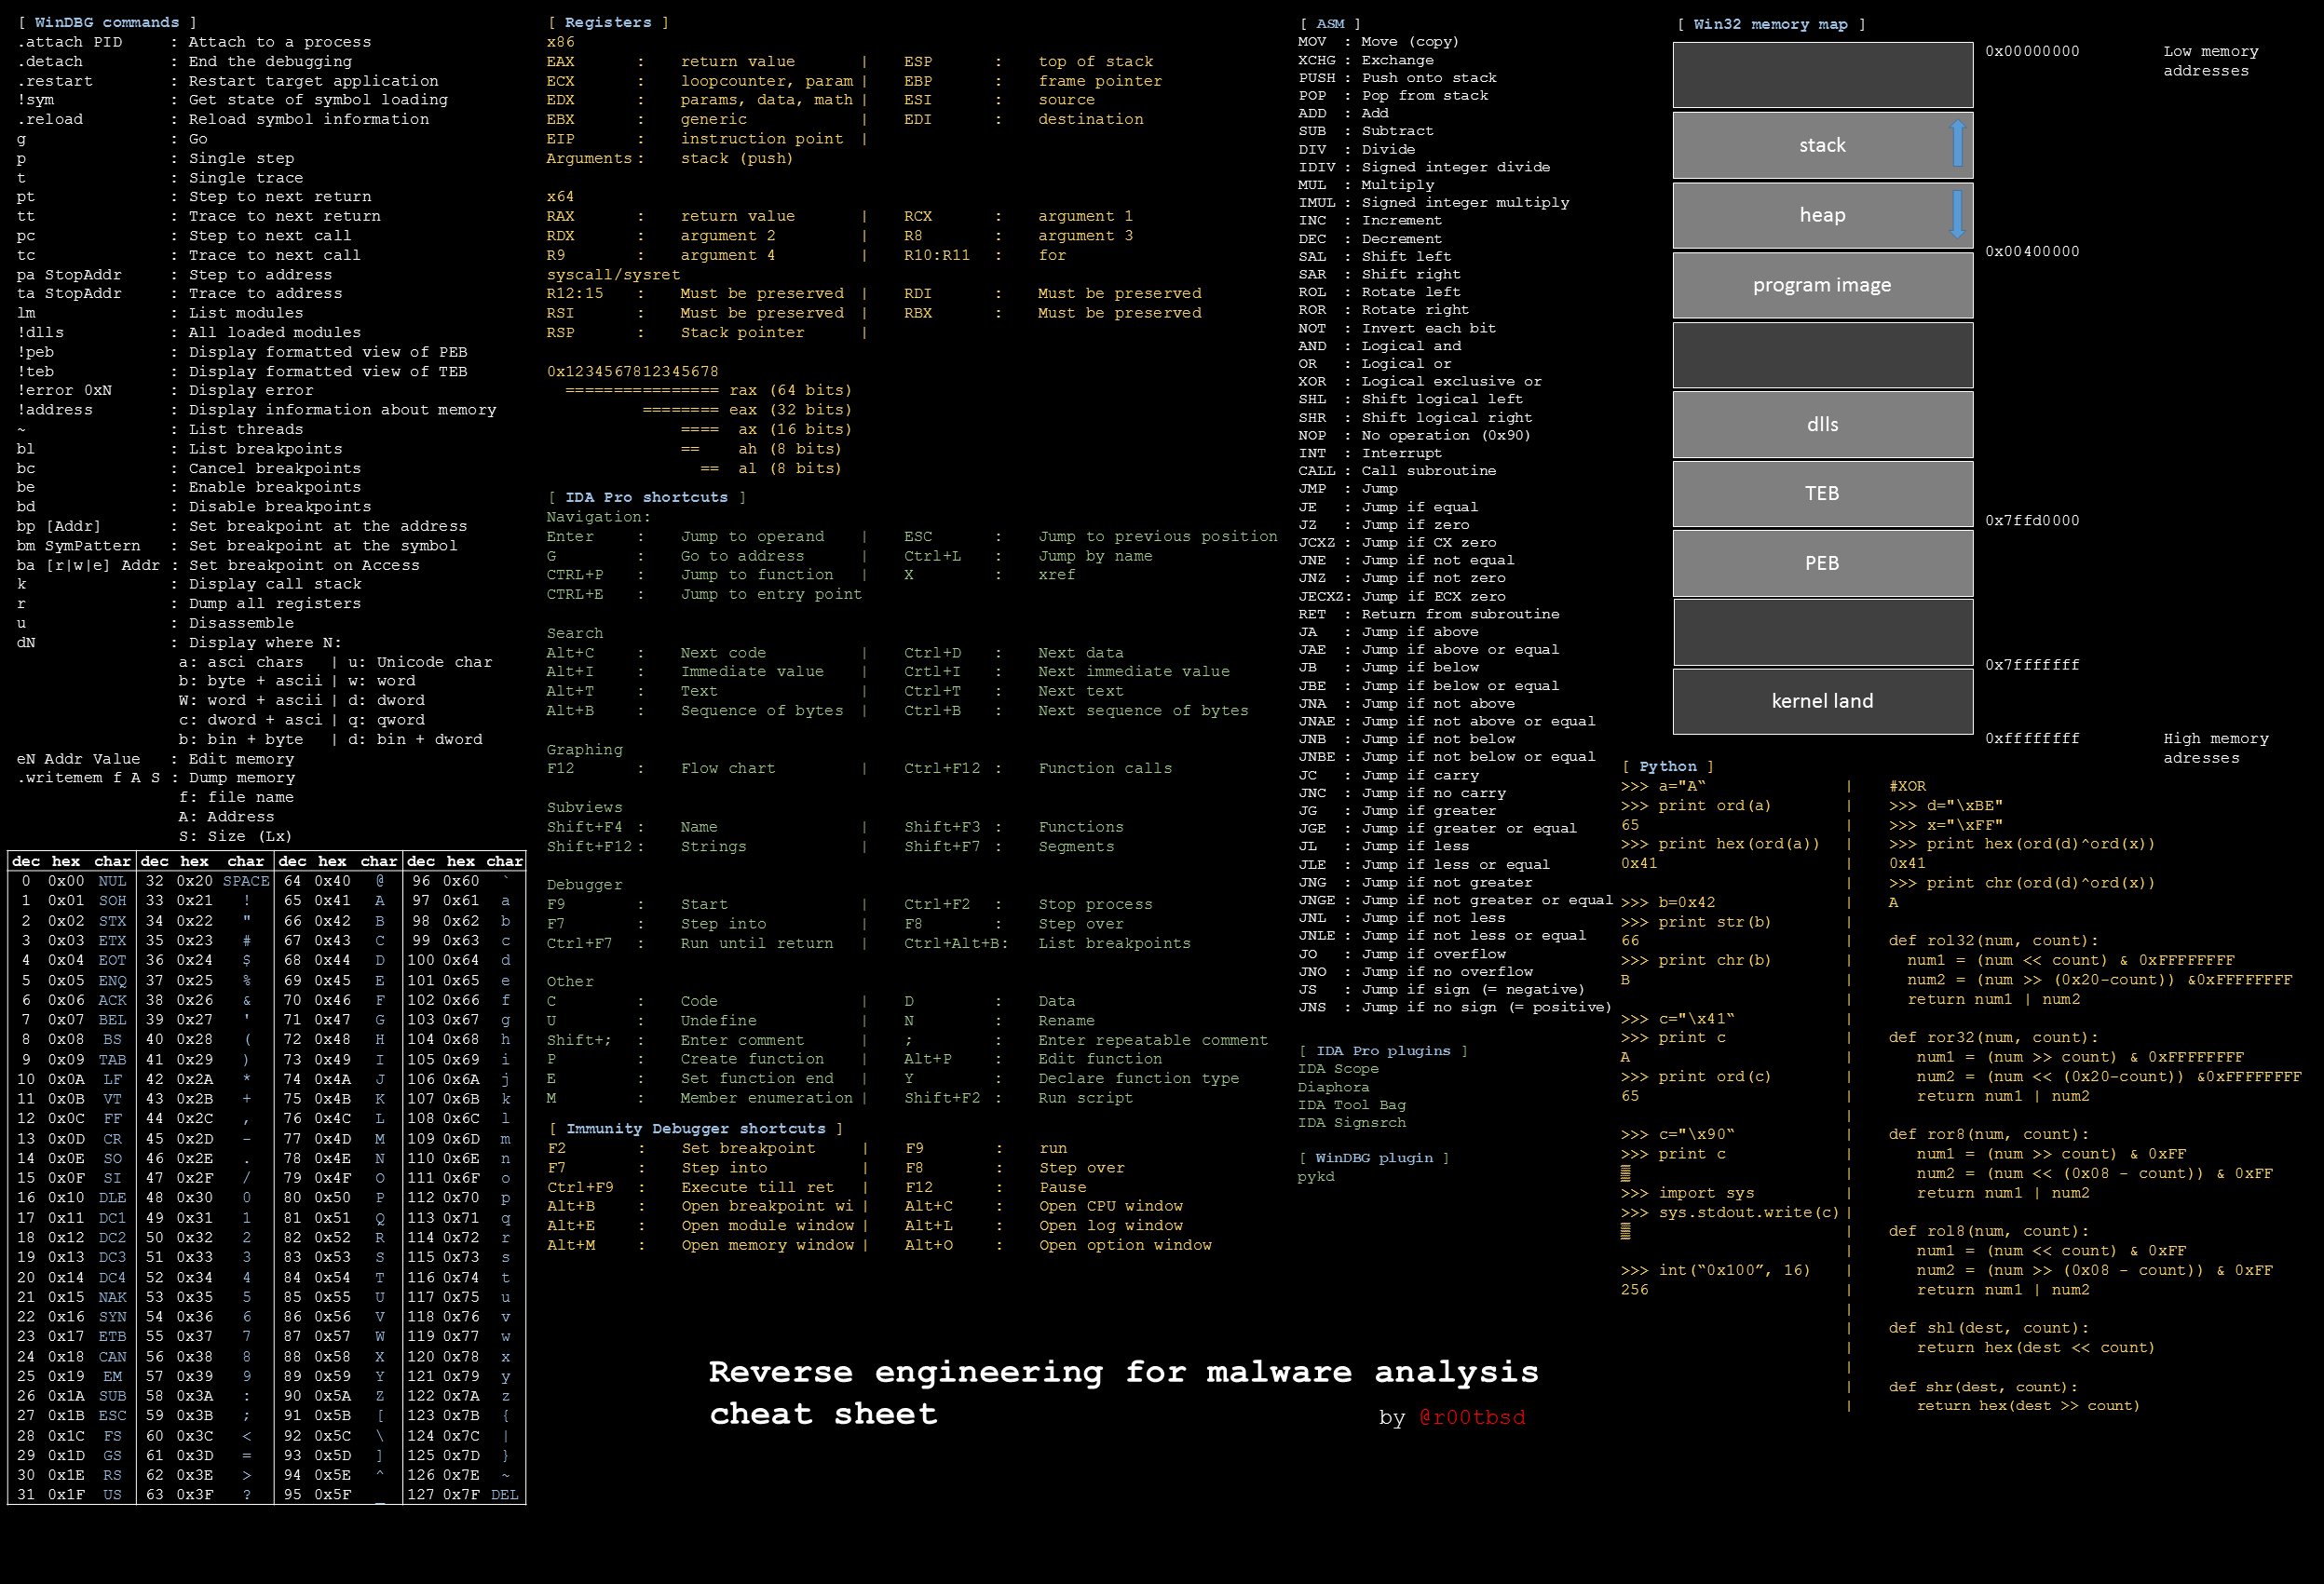 [ WinDBG commands ]
.attach PID : Attach to a process
.detach : End the debugging
.restart : Restart target application
!sym : Get state of symbol loading
.reload : Reload symbol information
g : Go
p : Single step
t : Single trace
pt : Step to next return
tt : Trace to next return
pc : Step to next call
tc : Trace to next call
pa StopAddr : Step to address
ta StopAddr : Trace to address
lm : List modules
!dlls : All loaded modules
!peb : Display formatted view of PEB
!teb : Display formatted view of TEB
!error 0xN : Display error
!address : Display information about memory
~ : List threads
bl : List breakpoints
bc : Cancel breakpoints
be : Enable breakpoints
bd : Disable breakpoints
bp [Addr] : Set breakpoint at the address
bm SymPattern : Set breakpoint at the symbol
ba [r|w|e] Addr : Set breakpoint on Access
k : Display call stack
r : Dump all registers
u : Disassemble
dN : Display where N:
a: asci chars | u: Unicode char
b: byte + ascii | w: word
W: word + ascii | d: dword
c: dword + asci | q: qword
b: bin + byte | d: bin + dword
eN Addr Value : Edit memory
.writemem f A S : Dump memory
f: file name
A: Address
S: Size (Lx)
dec hex char dec hex char dec hex char dec hex char
0 0x00 NUL 32 0x20 SPACE 64 0x40 @ 96 0x60 `
1 0x01 SOH 33 0x21 ! 65 0x41 A 97 0x61 a
2 0x02 STX 34 0x22 " 66 0x42 B 98 0x62 b
3 0x03 ETX 35 0x23 # 67 0x43 C 99 0x63 c
4 0x04 EOT 36 0x24 $ 68 0x44 D 100 0x64 d
5 0x05 ENQ 37 0x25 % 69 0x45 E 101 0x65 e
6 0x06 ACK 38 0x26 & 70 0x46 F 102 0x66 f
7 0x07 BEL 39 0x27 ' 71 0x47 G 103 0x67 g
8 0x08 BS 40 0x28 ( 72 0x48 H 104 0x68 h
9 0x09 TAB 41 0x29 ) 73 0x49 I 105 0x69 i
10 0x0A LF 42 0x2A * 74 0x4A J 106 0x6A j
11 0x0B VT 43 0x2B + 75 0x4B K 107 0x6B k
12 0x0C FF 44 0x2C , 76 0x4C L 108 0x6C l
13 0x0D CR 45 0x2D - 77 0x4D M 109 0x6D m
14 0x0E SO 46 0x2E . 78 0x4E N 110 0x6E n
15 0x0F SI 47 0x2F / 79 0x4F O 111 0x6F o
16 0x10 DLE 48 0x30 0 80 0x50 P 112 0x70 p
17 0x11 DC1 49 0x31 1 81 0x51 Q 113 0x71 q
18 0x12 DC2 50 0x32 2 82 0x52 R 114 0x72 r
19 0x13 DC3 51 0x33 3 83 0x53 S 115 0x73 s
20 0x14 DC4 52 0x34 4 84 0x54 T 116 0x74 t
21 0x15 NAK 53 0x35 5 85 0x55 U 117 0x75 u
22 0x16 SYN 54 0x36 6 86 0x56 V 118 0x76 v
23 0x17 ETB 55 0x37 7 87 0x57 W 119 0x77 w
24 0x18 CAN 56 0x38 8 88 0x58 X 120 0x78 x
25 0x19 EM 57 0x39 9 89 0x59 Y 121 0x79 y
26 0x1A SUB 58 0x3A : 90 0x5A Z 122 0x7A z
27 0x1B ESC 59 0x3B ; 91 0x5B [ 123 0x7B {
28 0x1C FS 60 0x3C < 92 0x5C \ 124 0x7C |
29 0x1D GS 61 0x3D = 93 0x5D ] 125 0x7D }
30 0x1E RS 62 0x3E > 94 0x5E ^ 126 0x7E ~
31 0x1F US 63 0x3F ? 95 0x5F _ 127 0x7F DEL
[ Registers ]
x86
EAX : return value | ESP : top of stack
ECX : loopcounter, param | EBP : frame pointer
EDX : params, data, math | ESI : source
EBX : generic | EDI : destination
EIP : instruction point |
Arguments : stack (push)
x64
RAX : return value | RCX : argument 1
RDX : argument 2 | R8 : argument 3
R9 : argument 4 | R10:R11 : for
syscall/sysret
R12:15 : Must be preserved | RDI : Must be preserved
RSI : Must be preserved | RBX : Must be preserved
RSP : Stack pointer |
0x1234567812345678
================ rax (64 bits)
======== eax (32 bits)
==== ax (16 bits)
== ah (8 bits)
== al (8 bits)
[ IDA Pro shortcuts ]
Navigation:
Enter : Jump to operand | ESC : Jump to previous position
G : Go to address | Ctrl+L : Jump by name
CTRL+P : Jump to function | X : xref
CTRL+E : Jump to entry point
Search
Alt+C : Next code | Ctrl+D : Next data
Alt+I : Immediate value | Crtl+I : Next immediate value
Alt+T : Text | Ctrl+T : Next text
Alt+B : Sequence of bytes | Ctrl+B : Next sequence of bytes
Graphing
F12 : Flow chart | Ctrl+F12 : Function calls
Subviews
Shift+F4 : Name | Shift+F3 : Functions
Shift+F12 : Strings | Shift+F7 : Segments
Debugger
F9 : Start | Ctrl+F2 : Stop process
F7 : Step into | F8 : Step over
Ctrl+F7 : Run until return | Ctrl+Alt+B: List breakpoints
Other
C : Code | D : Data
U : Undefine | N : Rename
Shift+; : Enter comment | ; : Enter repeatable comment
P : Create function | Alt+P : Edit function
E : Set function end | Y : Declare function type
M : Member enumeration | Shift+F2 : Run script
[ Immunity Debugger shortcuts ]
F2 : Set breakpoint | F9 : run
F7 : Step into | F8 : Step over
Ctrl+F9 : Execute till ret | F12 : Pause
Alt+B : Open breakpoint wi | Alt+C : Open CPU window
Alt+E : Open module window | Alt+L : Open log window
Alt+M : Open memory window | Alt+O : Open option window
[ ASM ]
MOV : Move (copy)
XCHG : Exchange
PUSH : Push onto stack
POP : Pop from stack
ADD : Add
SUB : Subtract
DIV : Divide
IDIV : Signed integer divide
MUL : Multiply
IMUL : Signed integer multiply
INC : Increment
DEC : Decrement
SAL : Shift left
SAR : Shift right
ROL : Rotate left
ROR : Rotate right
NOT : Invert each bit
AND : Logical and
OR : Logical or
XOR : Logical exclusive or
SHL : Shift logical left
SHR : Shift logical right
NOP : No operation (0x90)
INT : Interrupt
CALL : Call subroutine
JMP : Jump
JE : Jump if equal
JZ : Jump if zero
JCXZ : Jump if CX zero
JNE : Jump if not equal
JNZ : Jump if not zero
JECXZ: Jump if ECX zero
RET : Return from subroutine
JA : Jump if above
JAE : Jump if above or equal
JB : Jump if below
JBE : Jump if below or equal
JNA : Jump if not above
JNAE : Jump if not above or equal
JNB : Jump if not below
JNBE : Jump if not below or equal
JC : Jump if carry
JNC : Jump if no carry
JG : Jump if greater
JGE : Jump if greater or equal
JL : Jump if less
JLE : Jump if less or equal
JNG : Jump if not greater
JNGE : Jump if not greater or equal
JNL : Jump if not less
JNLE : Jump if not less or equal
JO : Jump if overflow
JNO : Jump if no overflow
JS : Jump if sign (= negative)
JNS : Jump if no sign (= positive)
[ IDA Pro plugins ]
IDA Scope
Diaphora
IDA Tool Bag
IDA Signsrch
[ WinDBG plugin ]
pykd
[ Win32 memory map ]
0x00000000 Low memory
addresses
stack
heap
0x00400000
program image
dlls
TEB
0x7ffd0000
PEB
0x7fffffff
kernel land
0xffffffff High memory
adresses
[ Python ]
>>> a="A“
>>> print ord(a)
65
>>> print hex(ord(a))
0x41
>>> b=0x42
>>> print str(b)
66
>>> print chr(b)
B
>>> c="\x41“
>>> print c
A
>>> print ord(c)
65
>>> c="\x90“
>>> print c
▒
>>> import sys
>>> sys.stdout.write(c)
▒
>>> int(“0x100”, 16)
256
#XOR
>>> d="\xBE"
>>> x="\xFF"
>>> print hex(ord(d)^ord(x))
0x41
>>> print chr(ord(d)^ord(x))
A
def rol32(num, count):
num1 = (num << count) & 0xFFFFFFFF
num2 = (num >> (0x20-count)) &0xFFFFFFFF
return num1 | num2
def ror32(num, count):
num1 = (num >> count) & 0xFFFFFFFF
num2 = (num << (0x20-count)) &0xFFFFFFFF
return num1 | num2
def ror8(num, count):
num1 = (num >> count) & 0xFF
num2 = (num << (0x08 - count)) & 0xFF
return num1 | num2
def rol8(num, count):
num1 = (num << count) & 0xFF
num2 = (num >> (0x08 - count)) & 0xFF
return num1 | num2
def shl(dest, count):
return hex(dest << count)
def shr(dest, count):
return hex(dest >> count)
Reverse engineering for malware analysis
cheat sheet
by @r00tbsd